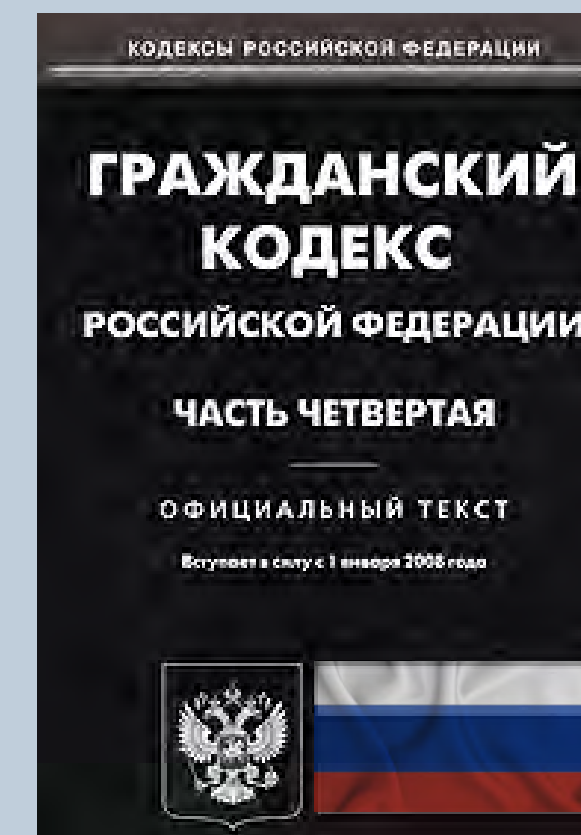 КОДЕКСЫ РОССИЙСКОЙ ФЕДЕРАЦИИ
ГРАЖДАНСКИЙ
КОДЕКС
РОССИЙСКОЙ ФЕДЕРАЦИИ
ЧАСТЬ ЧЕТВЕРТАЯ
ОФИЦИАЛЬНЫЙ ТЕКСТ
Вступает в силу с 1 января 2008 года